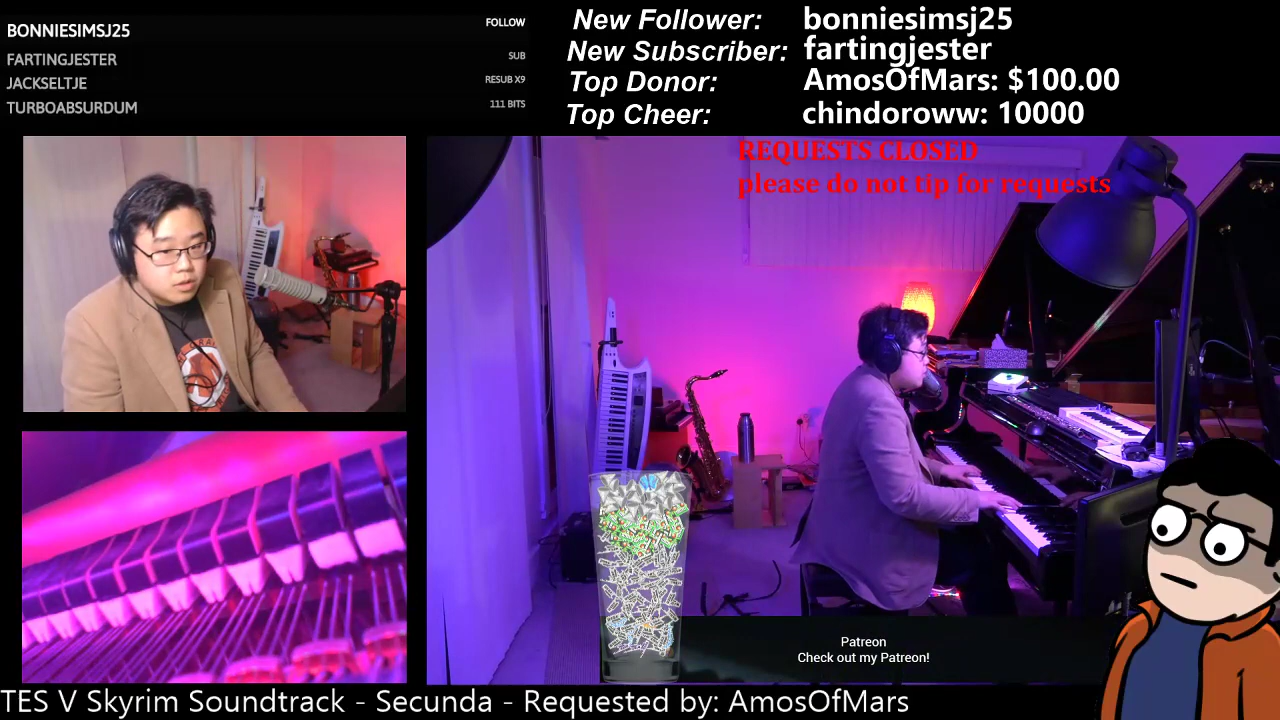 BONNIESIMSJ25 FOLLOW
FARTINGJESTER SUB
JACKSELTJE RESUB X9
TURBOABSURDUM 111 BITS
New Follower: bonniesimsj25
New Subscriber: fartingjester
Top Donor: AmosOfMars: $100.00
Top Cheer: chindoroww: 10000
REQUESTS CLOSED
please do not tip for requests
Patreon
Check out my Patreon!
TES V Skyrim Soundtrack - Secunda - Requested by: AmosOfMars